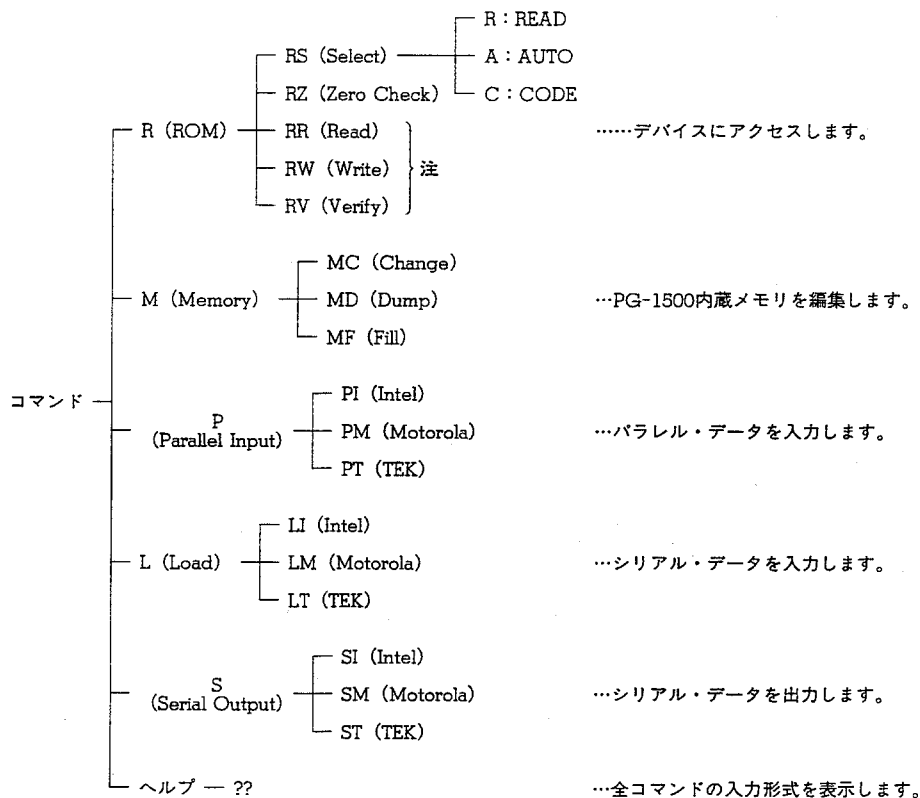 R：READ
RS (Select) A：AUTO
RZ (Zero Check) C：CODE
R (ROM) RR (Read) ……デバイスにアクセスします。
RW (Write) 注
RV (Verify)
MC (Change)
M (Memory) MD (Dump) …PG-1500内蔵メモリを編集します。
MF (Fill)
コマンド
PI (Intel)
P
(Parallel Input) PM (Motorola) …パラレル・データを入力します。
PT (TEK)
LI (Intel)
L (Load) LM (Motorola) …シリアル・データを入力します。
LT (TEK)
SI (Intel)
S
(Serial Output) SM (Motorola) …シリアル・データを出力します。
ST (TEK)
ヘルプ ?? …全コマンドの入力形式を表示します。